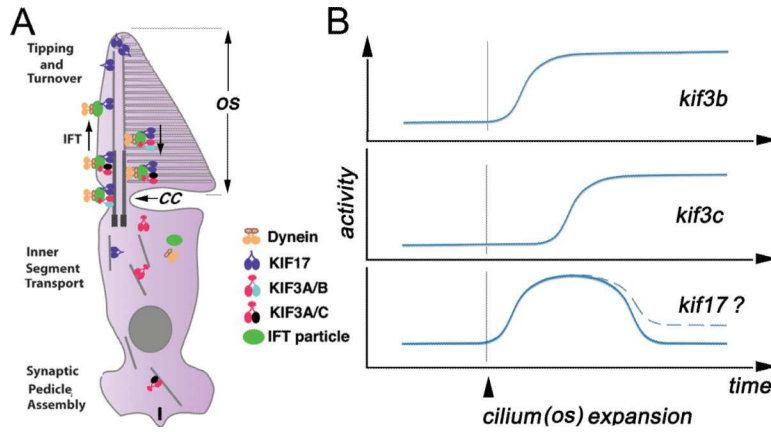 A
Tipping and
Turnover
IFT
OS
CC
Inner
Segment
Transport
Dynein
KIF17
KIF3A/B
KIF3A/C
IFT particle
Synaptic
Pedicle
Assembly
B
activity
kif3b
kif3c
kif17 ?
time
cilium (os) expansion